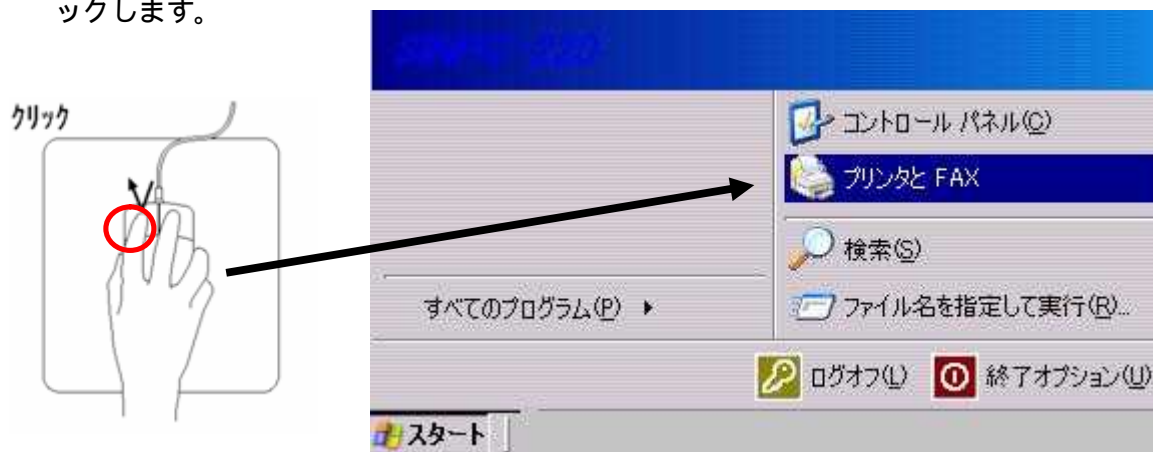 ックします。
クリック
コントロール パネル(C)
プリンタと FAX
検索(S)
ファイル名を指定して実行(R)...
すべてのプログラム(P)
ログオフ(L)
終了オプション(U)
スタート